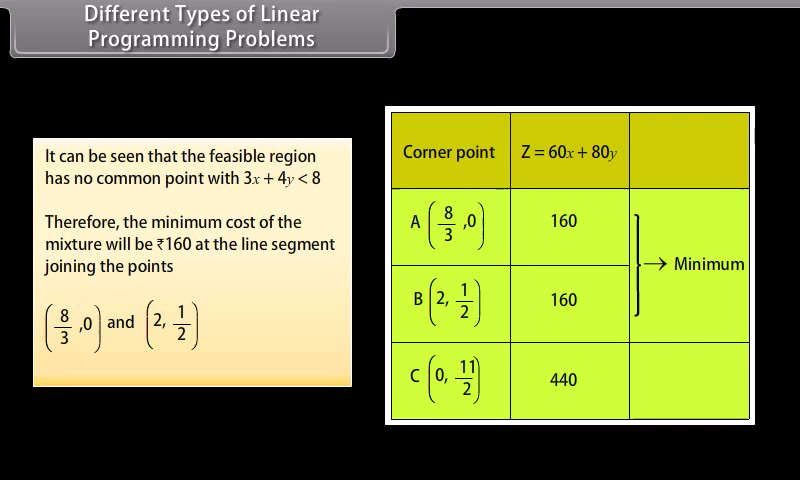 Different Types of Linear
Programming Problems
It can be seen that the feasible region
has no common point with 3x + 4y < 8
Therefore, the minimum cost of the
mixture will be ₹160 at the line segment
joining the points
(8/3 ,0) and (2, 1/2)
Corner point Z = 60x + 80y
A (8/3 ,0) 160
→ Minimum
B (2, 1/2) 160
C (0, 11/2) 440